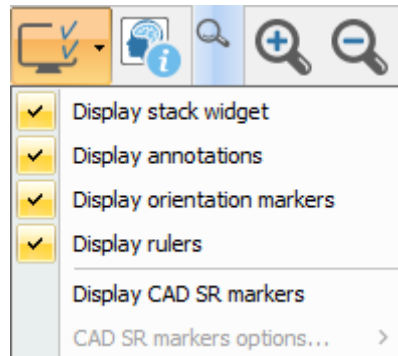 Display stack widget
Display annotations
Display orientation markers
Display rulers
Display CAD SR markers
CAD SR markers options...